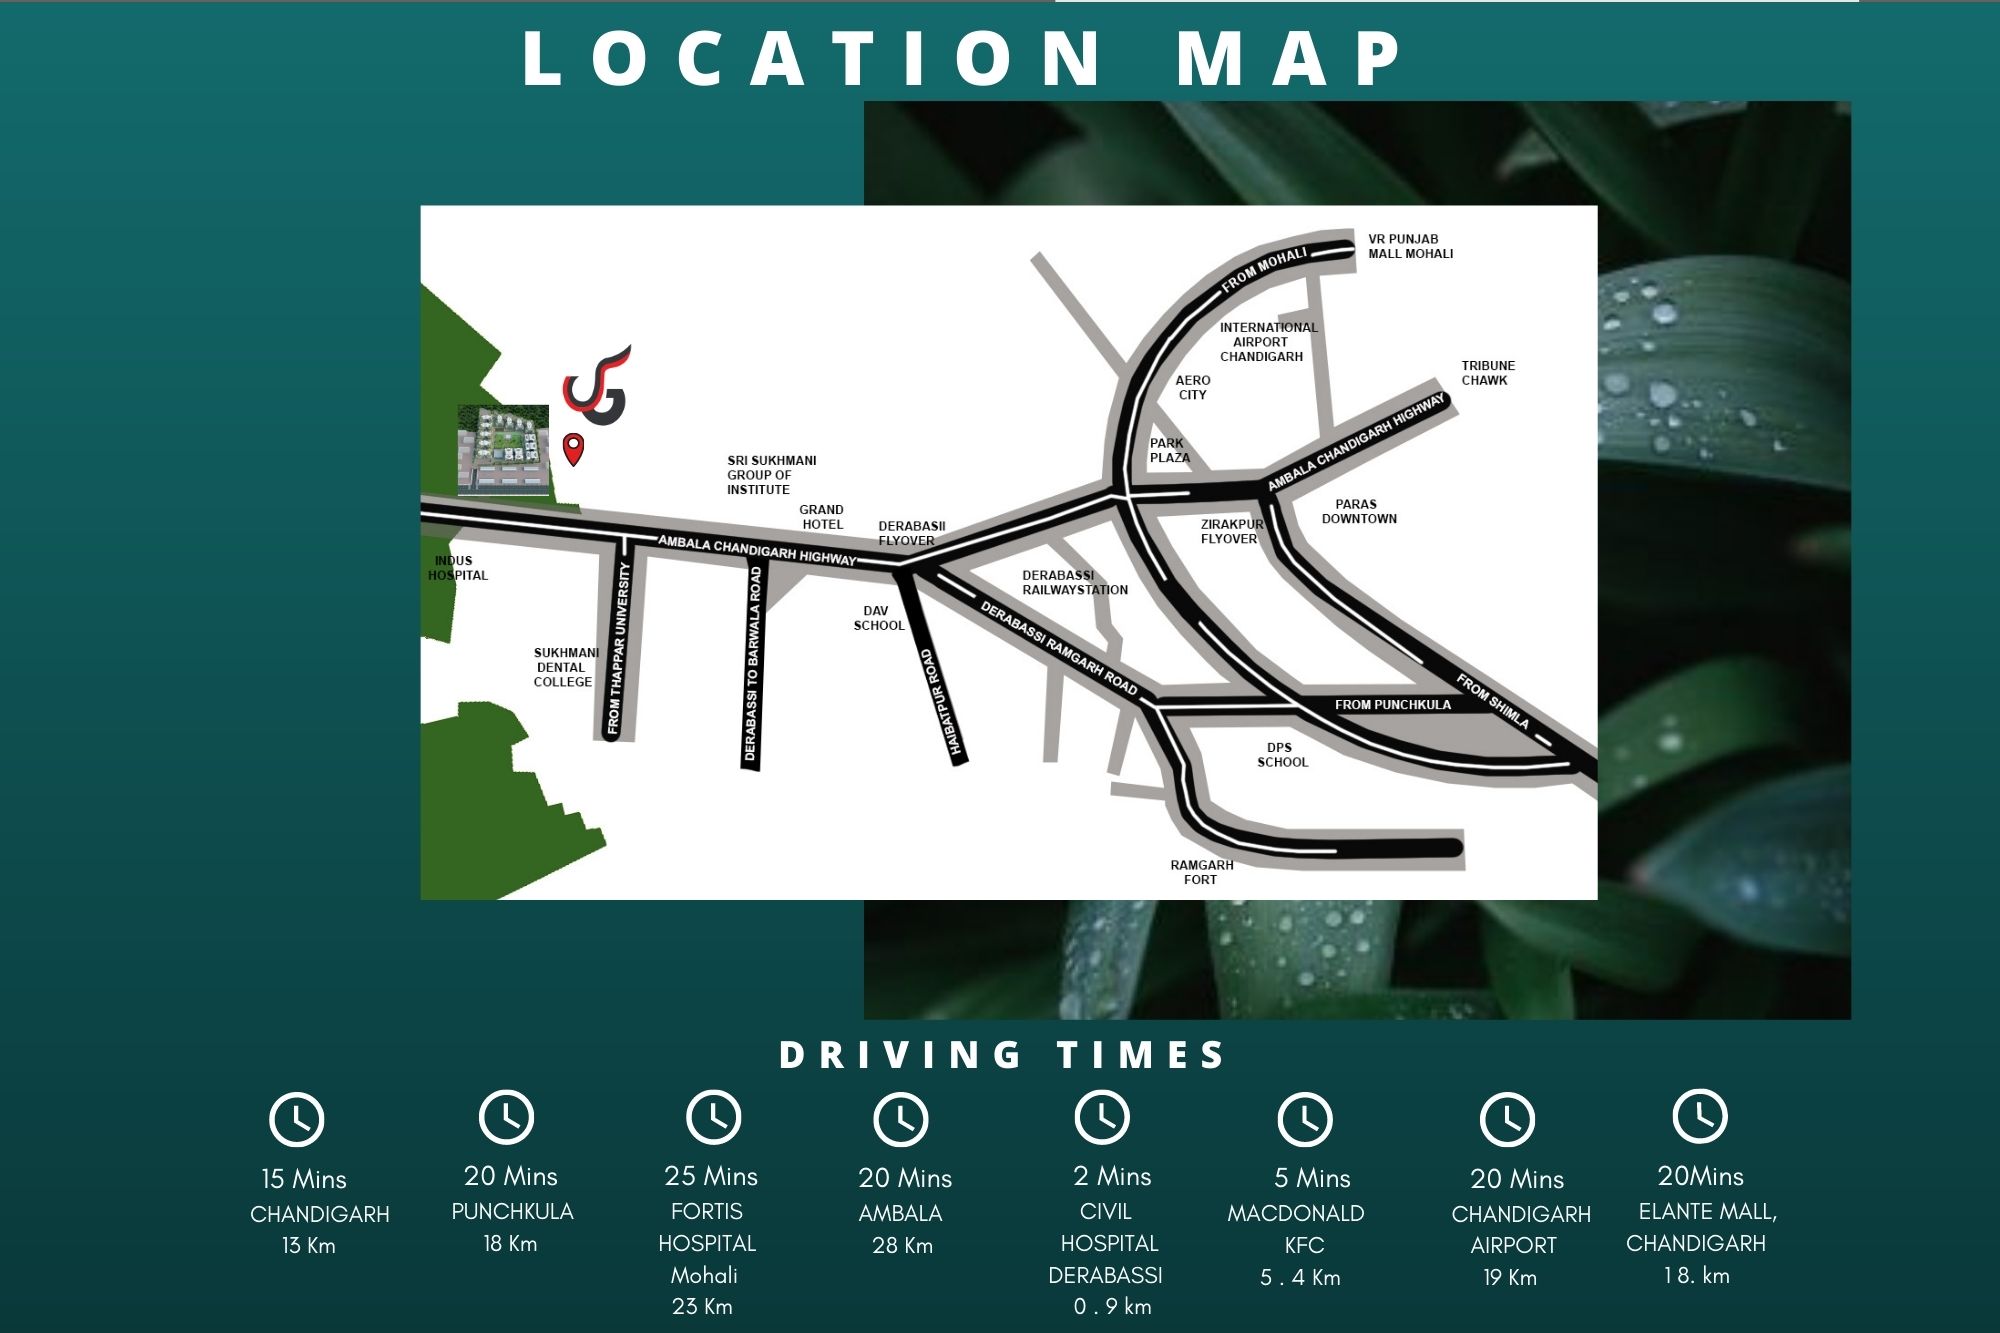 LOCATION MAP
VR PUNJAB
MALL MOHALI
FROM MOHALI
INTERNATIONAL
AIRPORT
CHANDIGARH
AERO
CITY
TRIBUNE
CHAWK
AMBALA CHANDIGARH HIGHWAY
PARK
PLAZA
SRI SUKHMANI
GROUP OF
INSTITUTE
GRAND
HOTEL
DERABASII
FLYOVER
PARAS
DOWNTOWN
ZIRAKPUR
FLYOVER
AMBALA CHANDIGARH HIGHWAY
INDUS
HOSPITAL
DERABASSI
RAILWAYSTATION
DAV
SCHOOL
SUKHMANI
DENTAL
COLLEGE
FROM THAPPAR UNIVERSITY
DERABASSI TO BARWALA ROAD
HAIBATPUR ROAD
DERABASSI RAMGARH ROAD
FROM PUNCHKULA
FROM SHIMLA
DPS
SCHOOL
RAMGARH
FORT
DRIVING TIMES
15 Mins
CHANDIGARH
13 Km
20 Mins
PUNCHKULA
18 Km
25 Mins
FORTIS
HOSPITAL
Mohali
23 Km
20 Mins
AMBALA
28 Km
2 Mins
CIVIL
HOSPITAL
DERABASSI
0 . 9 km
5 Mins
MACDONALD
KFC
5 . 4 Km
20 Mins
CHANDIGARH
AIRPORT
19 Km
20Mins
ELANTE MALL,
CHANDIGARH
18. km